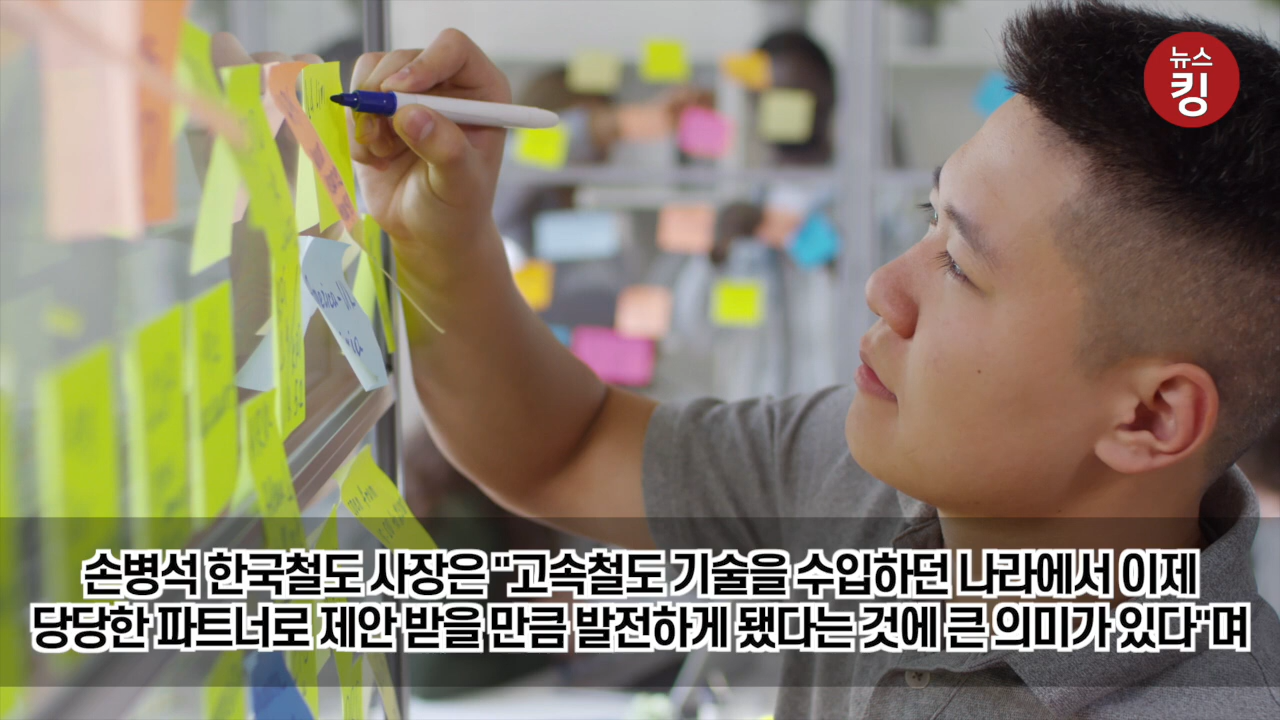 뉴스
킹
손병석 한국철도 사장은 "고속철도 기술을 수입하던 나라에서 이제
당당한 파트너로 제안 받을 만큼 발전하게 됐다는 것에 큰 의미가 있다"며